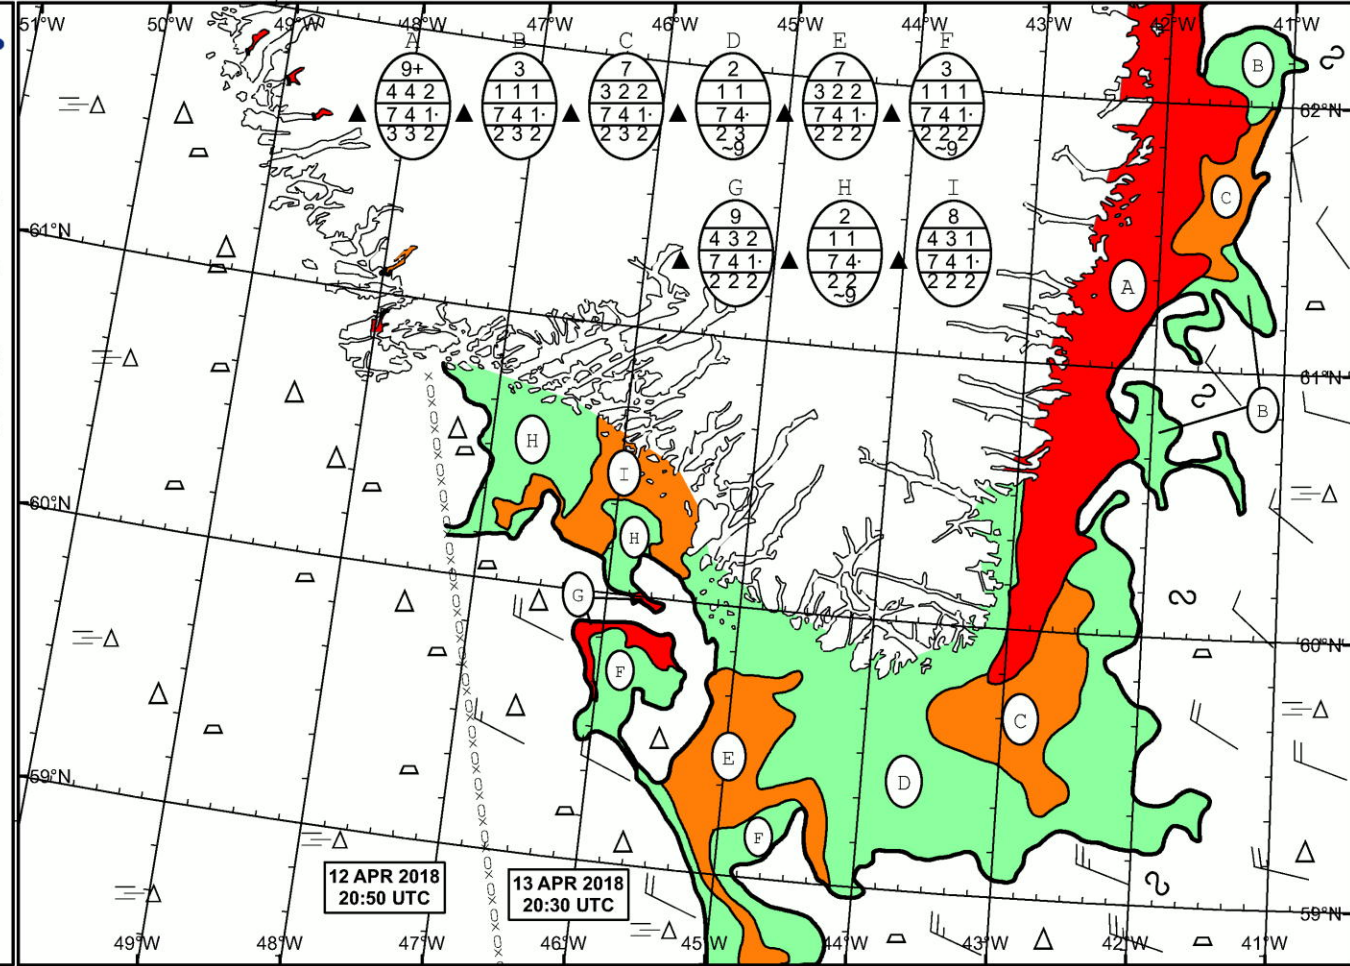 51°W 50°W 49°W 48°W 47°W 46°W 45°W 44°W 43°W 42°W 41°W
A B C D E F
9+ 3 7 2 7 3
4 4 2 1 1 1 3 2 2 1 1 3 2 2 1 1 1
7 4 1· 7 4 1· 7 4 1· 7 4· 7 4 1· 7 4 1·
3 3 2 2 3 2 2 3 2 2 3 2 2 2 2 2 2
~9 ~9
B
62°N
G H I
9 2 8
4 3 2 1 1 4 3 1
7 4 1· 7 4· 7 4 1·
2 2 2 2 2 2 2 2
~9
C
61°N
A
61°N
B
H
I
60°N
H
G
60°N
F
C
E
D
59°N
F
12 APR 2018
20:50 UTC
13 APR 2018
20:30 UTC
59°N
49°W 48°W 47°W 46°W 45°W 44°W 43°W 42°W 41°W